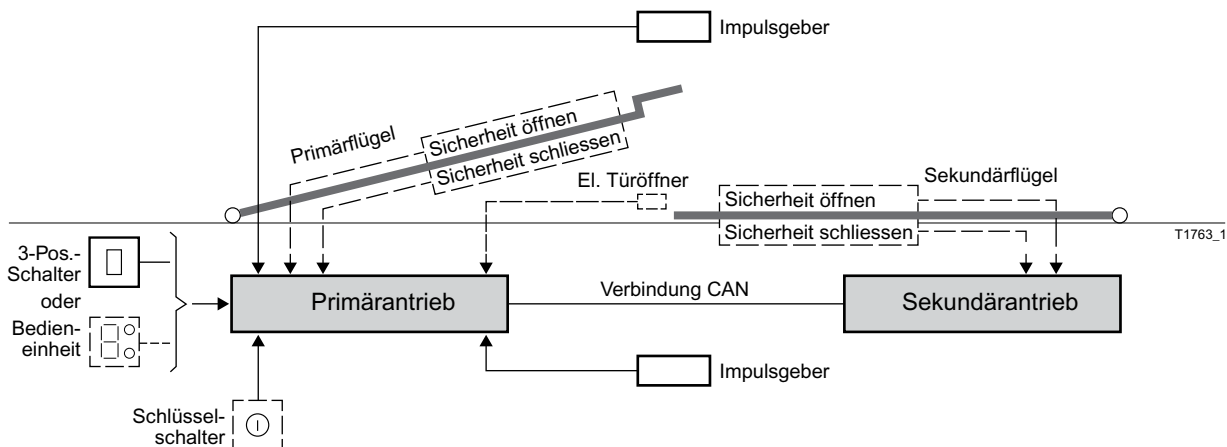 Impulsgeber
Primärflügel
Sicherheit öffnen
Sicherheit schliessen
El. Türöffner
Sekundärflügel
Sicherheit öffnen
Sicherheit schliessen
T1763_1
3-Pos.-
Schalter
oder
Bedien-
einheit
Primärantrieb
Verbindung CAN
Sekundärantrieb
Impulsgeber
Schlüssel-
schalter